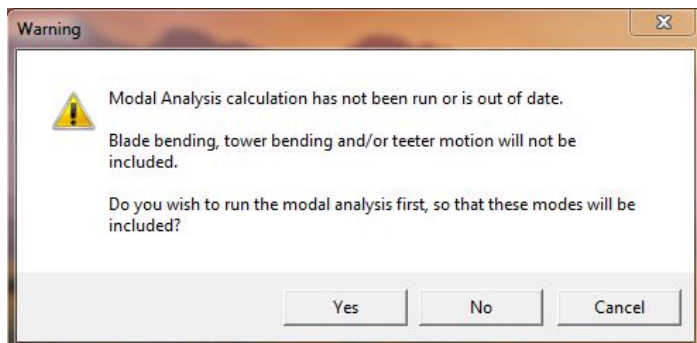 Warning
Modal Analysis calculation has not been run or is out of date.
Blade bending, tower bending and/or teeter motion will not be
included.
Do you wish to run the modal analysis first, so that these modes will be
included?
Yes
No
Cancel